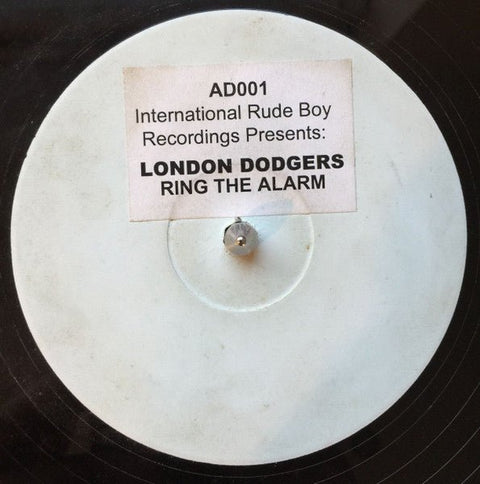 AD001
International Rude Boy
Recordings Presents:
LONDON DODGERS
RING THE ALARM